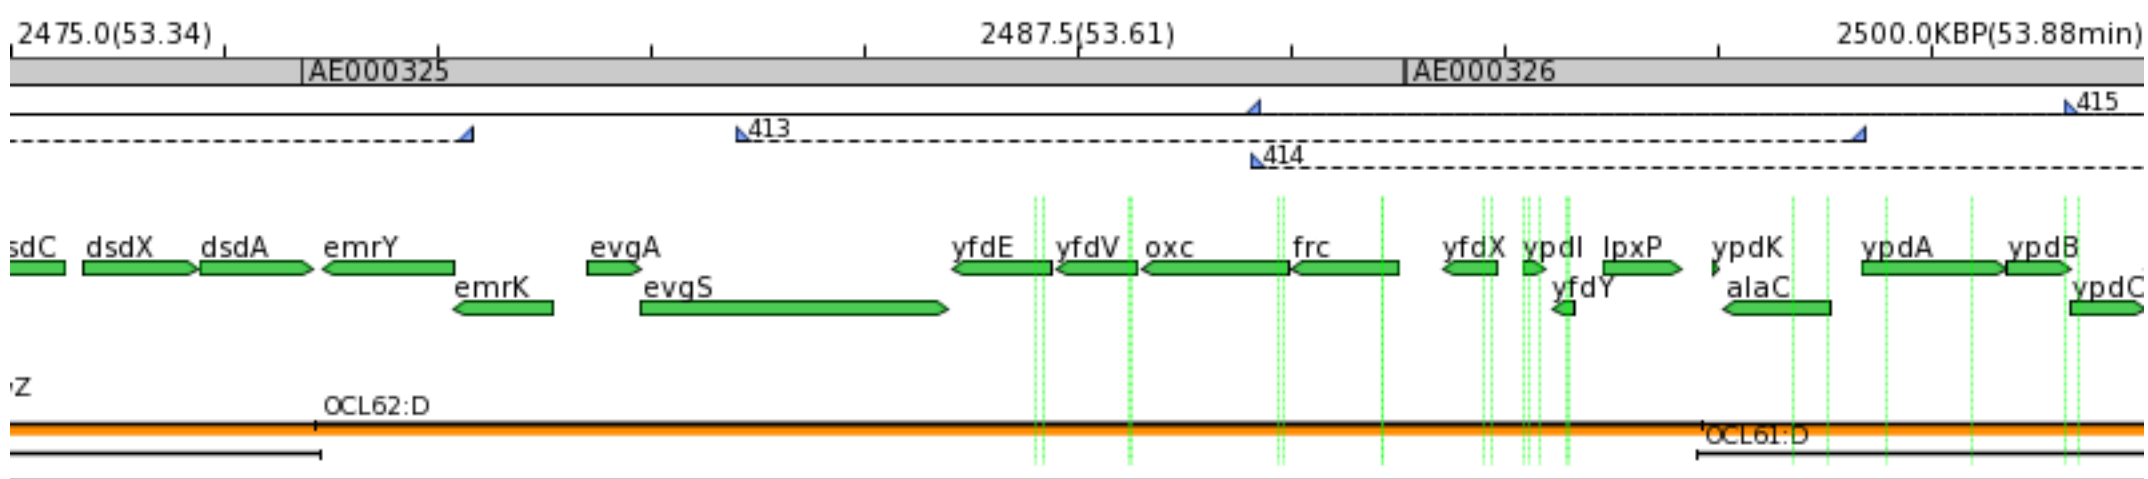 2475.0(53.34) 2487.5(53.61) 2500.0KBP(53.88min)
AE000325 AE000326
415
413
414
sdC dsdX dsdA emrY evgA yfdE yfdV oxc frc yfdX ypdI lpxP ypdK ypdA ypdB
emrK evgS yfdY alaC ypdC
Z
OCL62:D
OCL61:D